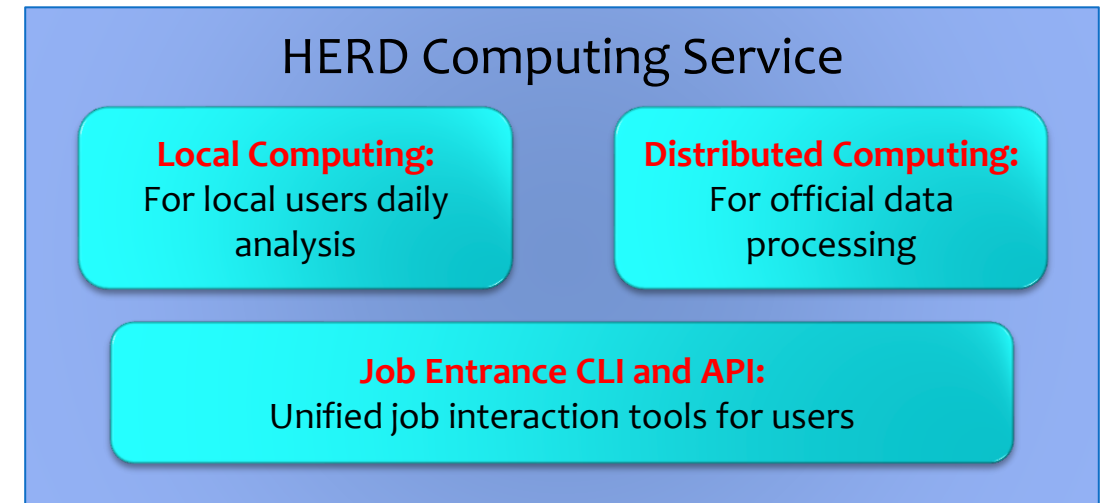 HERD Computing Service
Local Computing:
For local users daily
analysis
Distributed Computing:
For official data
processing
Job Entrance CLI and API:
Unified job interaction tools for users